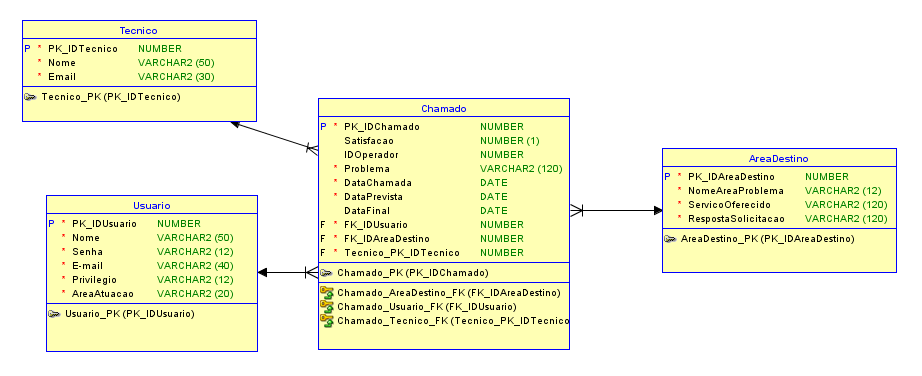 Tecnico
P * PK_IDTecnico NUMBER
* Nome VARCHAR2 (50)
* Email VARCHAR2 (30)
Tecnico_PK (PK_IDTecnico)
Chamado
P * PK_IDChamado NUMBER
Satisfacao NUMBER (1)
IDOperador NUMBER
* Problema VARCHAR2 (120)
* DataChamada DATE
* DataPrevista DATE
DataFinal DATE
F * FK_IDUsuario NUMBER
F * FK_IDAreaDestino NUMBER
F * Tecnico_PK_IDTecnico NUMBER
Chamado_PK (PK_IDChamado)
Chamado_AreaDestino_FK (FK_IDAreaDestino)
Chamado_Usuario_FK (FK_IDUsuario)
Chamado_Tecnico_FK (Tecnico_PK_IDTecnico
AreaDestino
P * PK_IDAreaDestino NUMBER
* NomeAreaProblema VARCHAR2 (12)
* ServicoOferecido VARCHAR2 (120)
* RespostaSolicitacao VARCHAR2 (120)
AreaDestino_PK (PK_IDAreaDestino)
Usuario
P * PK_IDUsuario NUMBER
* Nome VARCHAR2 (50)
* Senha VARCHAR2 (12)
* E-mail VARCHAR2 (40)
* Privilegio VARCHAR2 (12)
* AreaAtuacao VARCHAR2 (20)
Usuario_PK (PK_IDUsuario)